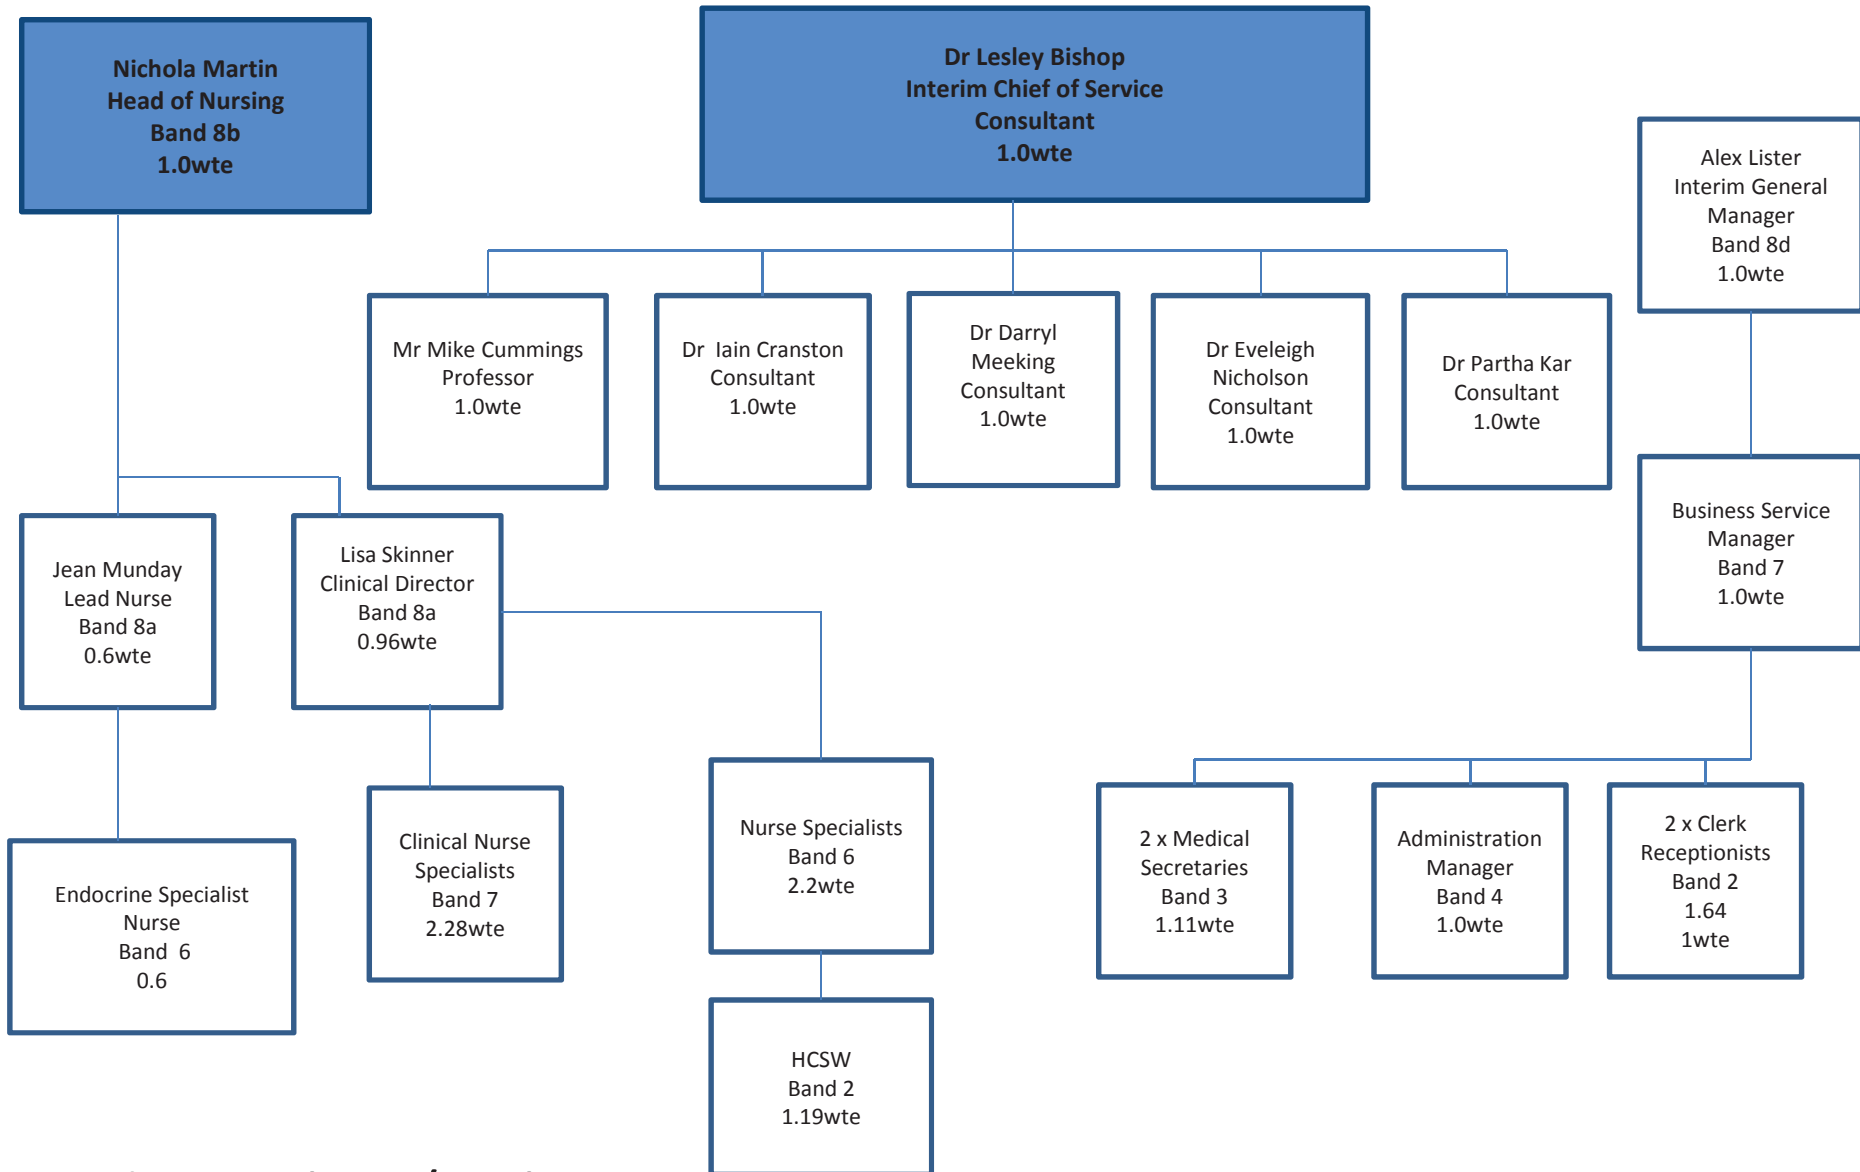 Nichola Martin
Head of Nursing
Band 8b
1.0wte
Dr Lesley Bishop
Interim Chief of Service
Consultant
1.0wte
Alex Lister
Interim General
Manager
Band 8d
1.0wte
Mr Mike Cummings
Professor
1.0wte
Dr  Iain Cranston
Consultant
1.0wte
Dr Darryl
Meeking
Consultant
1.0wte
Dr Eveleigh
Nicholson
Consultant
1.0wte
Dr Partha Kar
Consultant
1.0wte
Business Service
Manager
Band 7
1.0wte
Jean Munday
Lead Nurse
Band 8a
0.6wte
Lisa Skinner
Clinical Director
Band 8a
0.96wte
Endocrine Specialist
Nurse
Band  6
0.6
Clinical Nurse
Specialists
Band 7
2.28wte
Nurse Specialists
Band 6
2.2wte
2 x Medical
Secretaries
Band 3
1.11wte
Administration
Manager
Band 4
1.0wte
2 x Clerk
Receptionists
Band 2
1.64
1wte
HCSW
Band 2
1.19wte